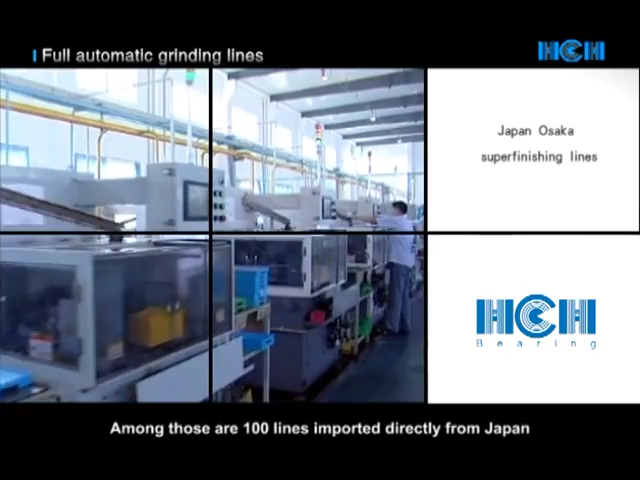 Full automatic grinding lines
HCH
Japan Osaka
superfinishing lines
HCH
Bearing
Among those are 100 lines imported directly from Japan